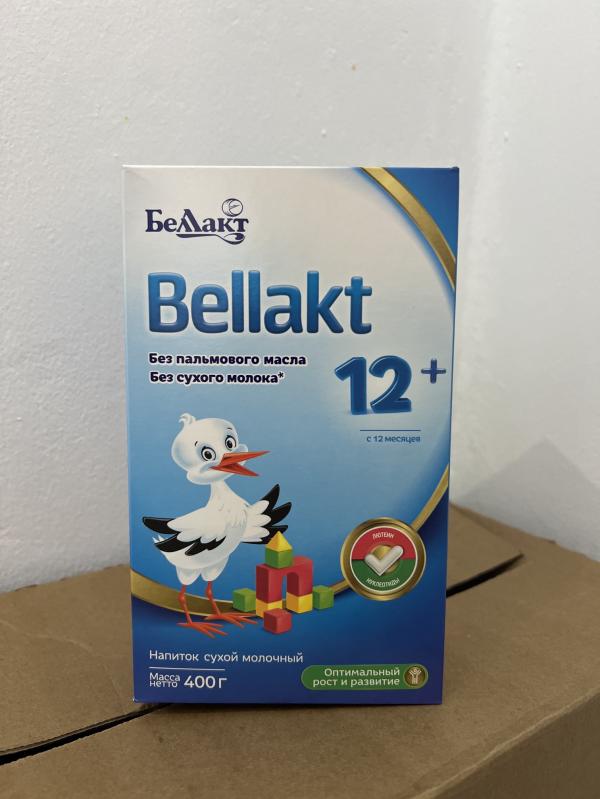 Беллакт
Bellakt
Без пальмового масла
Без сухого молока*
12+
с 12 месяцев
ЛЮТЕИН
НУКЛЕОТИДЫ
Напиток сухой молочный
Масса
нетто 400 г
Оптимальный
рост и развитие